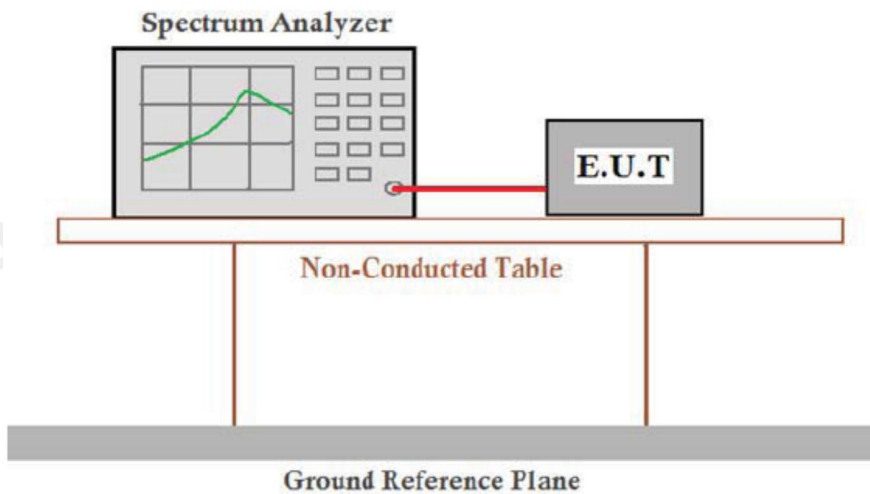 Spectrum Analyzer
E.U.T
Non-Conducted Table
Ground Reference Plane